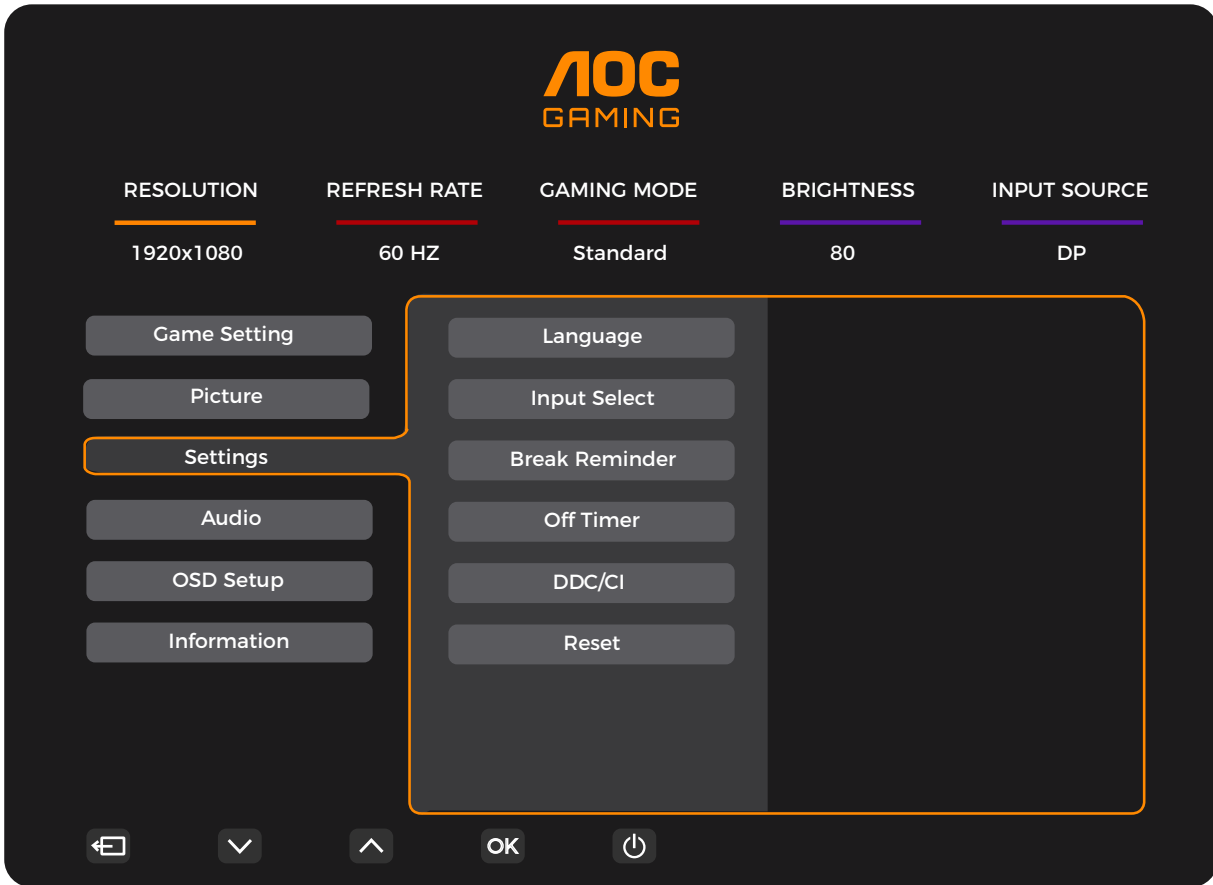 AOC
GAMING
RESOLUTION REFRESH RATE GAMING MODE BRIGHTNESS INPUT SOURCE
1920x1080 60 HZ Standard 80 DP
Game Setting Language
Picture Input Select
Settings Break Reminder
Audio Off Timer
OSD Setup DDC/CI
Information Reset
OK